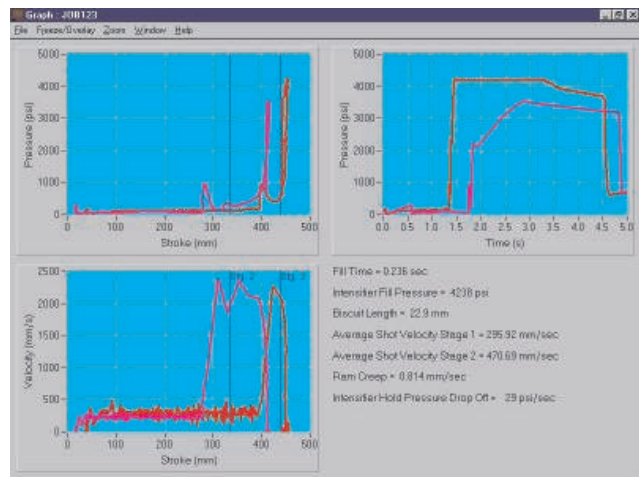 Graph : JOB123
File Freeze/Overlay Zoom Window Help
5000
4000
3000
2000
1000
0
Pressure (psi)
0 100 200 300 400 500
Stroke (mm)
5000
4000
3000
2000
1000
0
Pressure (psi)
0.0 0.5 1.0 1.5 2.0 2.5 3.0 3.5 4.0 4.5 5.0
Time (s)
2500
2000
1500
1000
500
0
Velocity (mm/s)
2
0 100 200 300 400 500
Stroke (mm)
Fill Time = 0.236 sec
Intensifier Fill Pressure = 4238 psi
Biscuit Length = 22.9 mm
Average Shot Velocity Stage 1 = 295.92 mm/sec
Average Shot Velocity Stage 2 = 470.69 mm/sec
Ram Creep = 0.814 mm/sec
Intensifier Hold Pressure Drop Off = 29 psi/sec